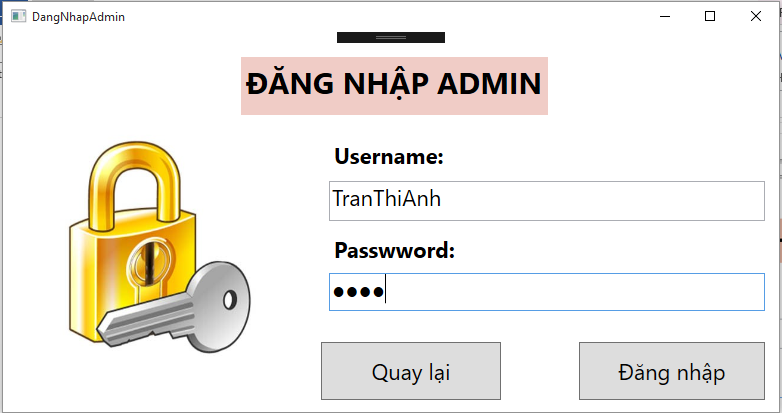 DangNhapAdmin
ĐĂNG NHẬP ADMIN
Username:
TranThiAnh
Passwword:
••••
Quay lại
Đăng nhập